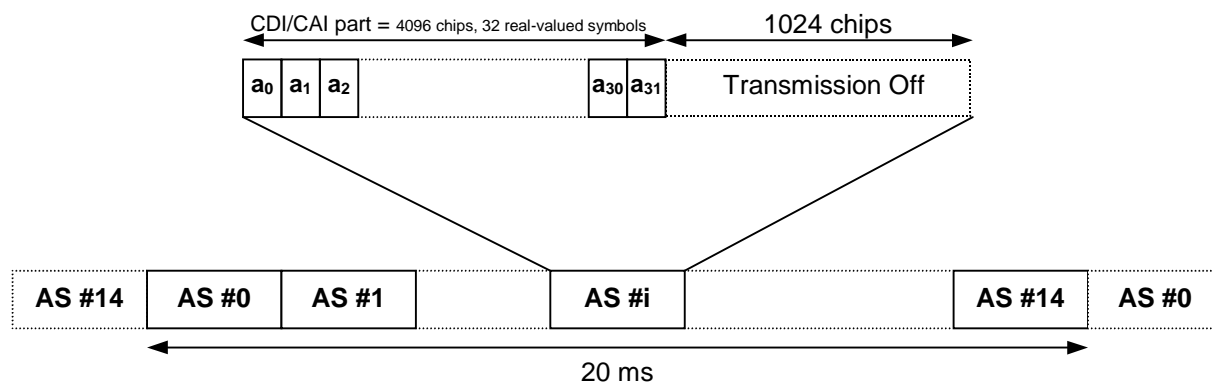 CDI/CAI part = 4096 chips, 32 real-valued symbols
1024 chips
a0 a1 a2 a30 a31 Transmission Off
AS #14 AS #0 AS #1 AS #i AS #14 AS #0
20 ms